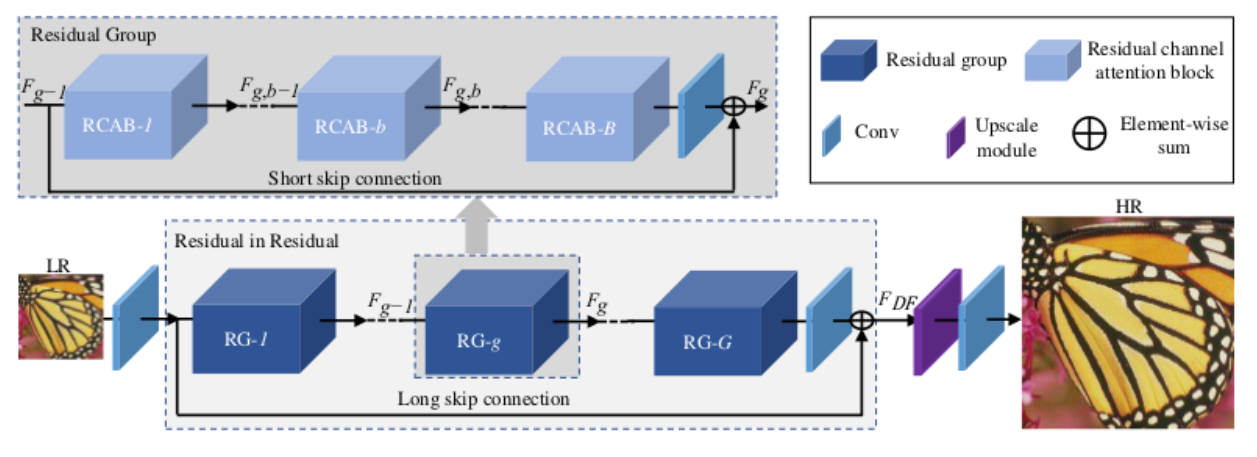 Residual Group
F_{g-1}
RCAB-1
F_{g,b-1}
RCAB-b
F_{g,b}
RCAB-B
F_g
Short skip connection
Residual group
Residual channel
attention block
Conv
Upscale
module
Element-wise
sum
LR
Residual in Residual
RG-1
F_{g-1}
RG-g
F_g
RG-G
F_{DF}
Long skip connection
HR